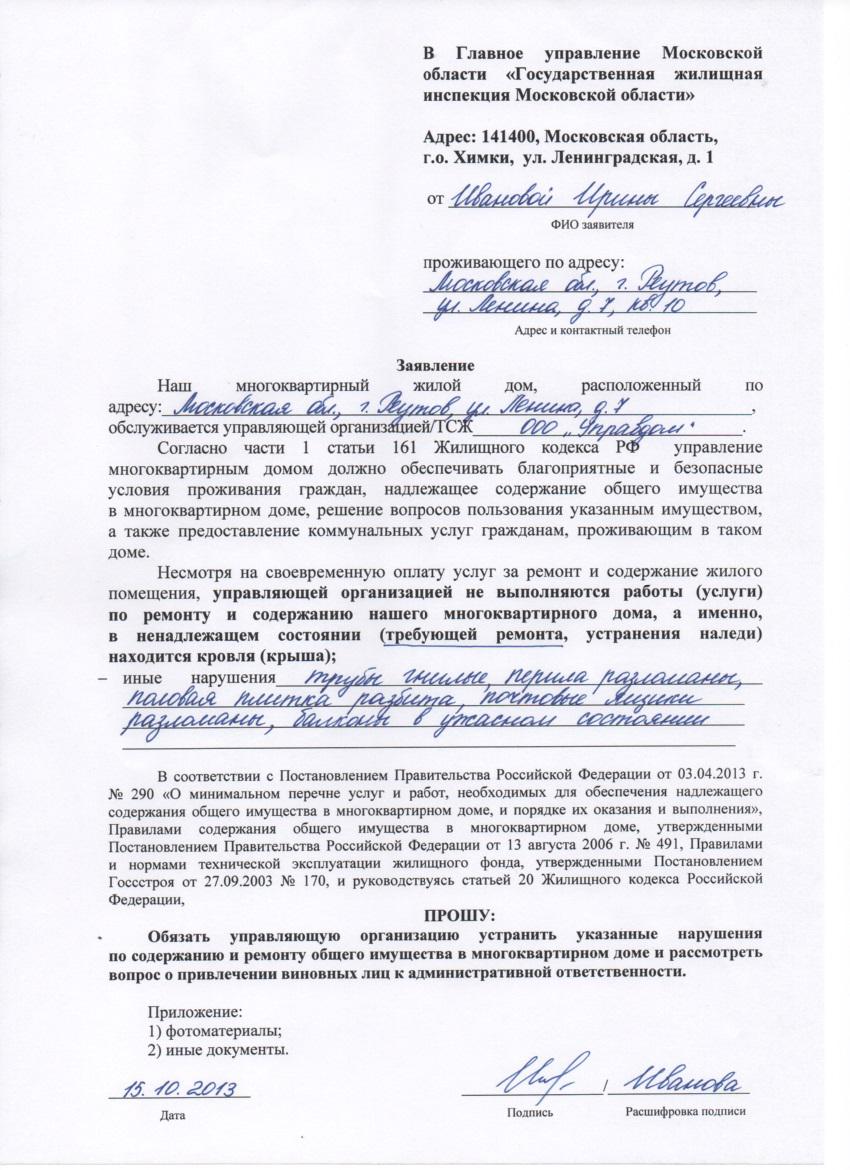 В Главное управление Московской
области «Государственная жилищная
инспекция Московской области»
Адрес: 141400, Московская область,
г.о. Химки, ул. Ленинградская, д. 1
от Ивановой Ирины Сергеевны
ФИО заявителя
проживающего по адресу:
Московская обл., г. Реутов,
ул. Ленина, д. 7, кв. 10
Адрес и контактный телефон
Заявление
Наш многоквартирный жилой дом, расположенный по
адресу: Московская обл., г. Реутов, ул. Ленина, д. 7,
обслуживается управляющей организацией/ТСЖ ООО „Управдом".
Согласно части 1 статьи 161 Жилищного кодекса РФ управление
многоквартирным домом должно обеспечивать благоприятные и безопасные
условия проживания граждан, надлежащее содержание общего имущества
в многоквартирном доме, решение вопросов пользования указанным имуществом,
а также предоставление коммунальных услуг гражданам, проживающим в таком
доме.
Несмотря на своевременную оплату услуг за ремонт и содержание жилого
помещения, управляющей организацией не выполняются работы (услуги)
по ремонту и содержанию нашего многоквартирного дома, а именно,
в ненадлежащем состоянии (требующей ремонта, устранения наледи)
находится кровля (крыша);
– иные нарушения трубы гнилые, перила разломаны,
половая плитка разбита, почтовые ящики
разломаны, балконы в ужасном состоянии
В соответствии с Постановлением Правительства Российской Федерации от 03.04.2013 г.
№ 290 «О минимальном перечне услуг и работ, необходимых для обеспечения надлежащего
содержания общего имущества в многоквартирном доме, и порядке их оказания и выполнения»,
Правилами содержания общего имущества в многоквартирном доме, утвержденными
Постановлением Правительства Российской Федерации от 13 августа 2006 г. № 491, Правилами
и нормами технической эксплуатации жилищного фонда, утвержденными Постановлением
Госсстроя от 27.09.2003 № 170, и руководствуясь статьей 20 Жилищного кодекса Российской
Федерации,
ПРОШУ:
Обязать управляющую организацию устранить указанные нарушения
по содержанию и ремонту общего имущества в многоквартирном доме и рассмотреть
вопрос о привлечении виновных лиц к административной ответственности.
Приложение:
1) фотоматериалы;
2) иные документы.
15.10.2013 / Иванова
Дата Подпись Расшифровка подписи